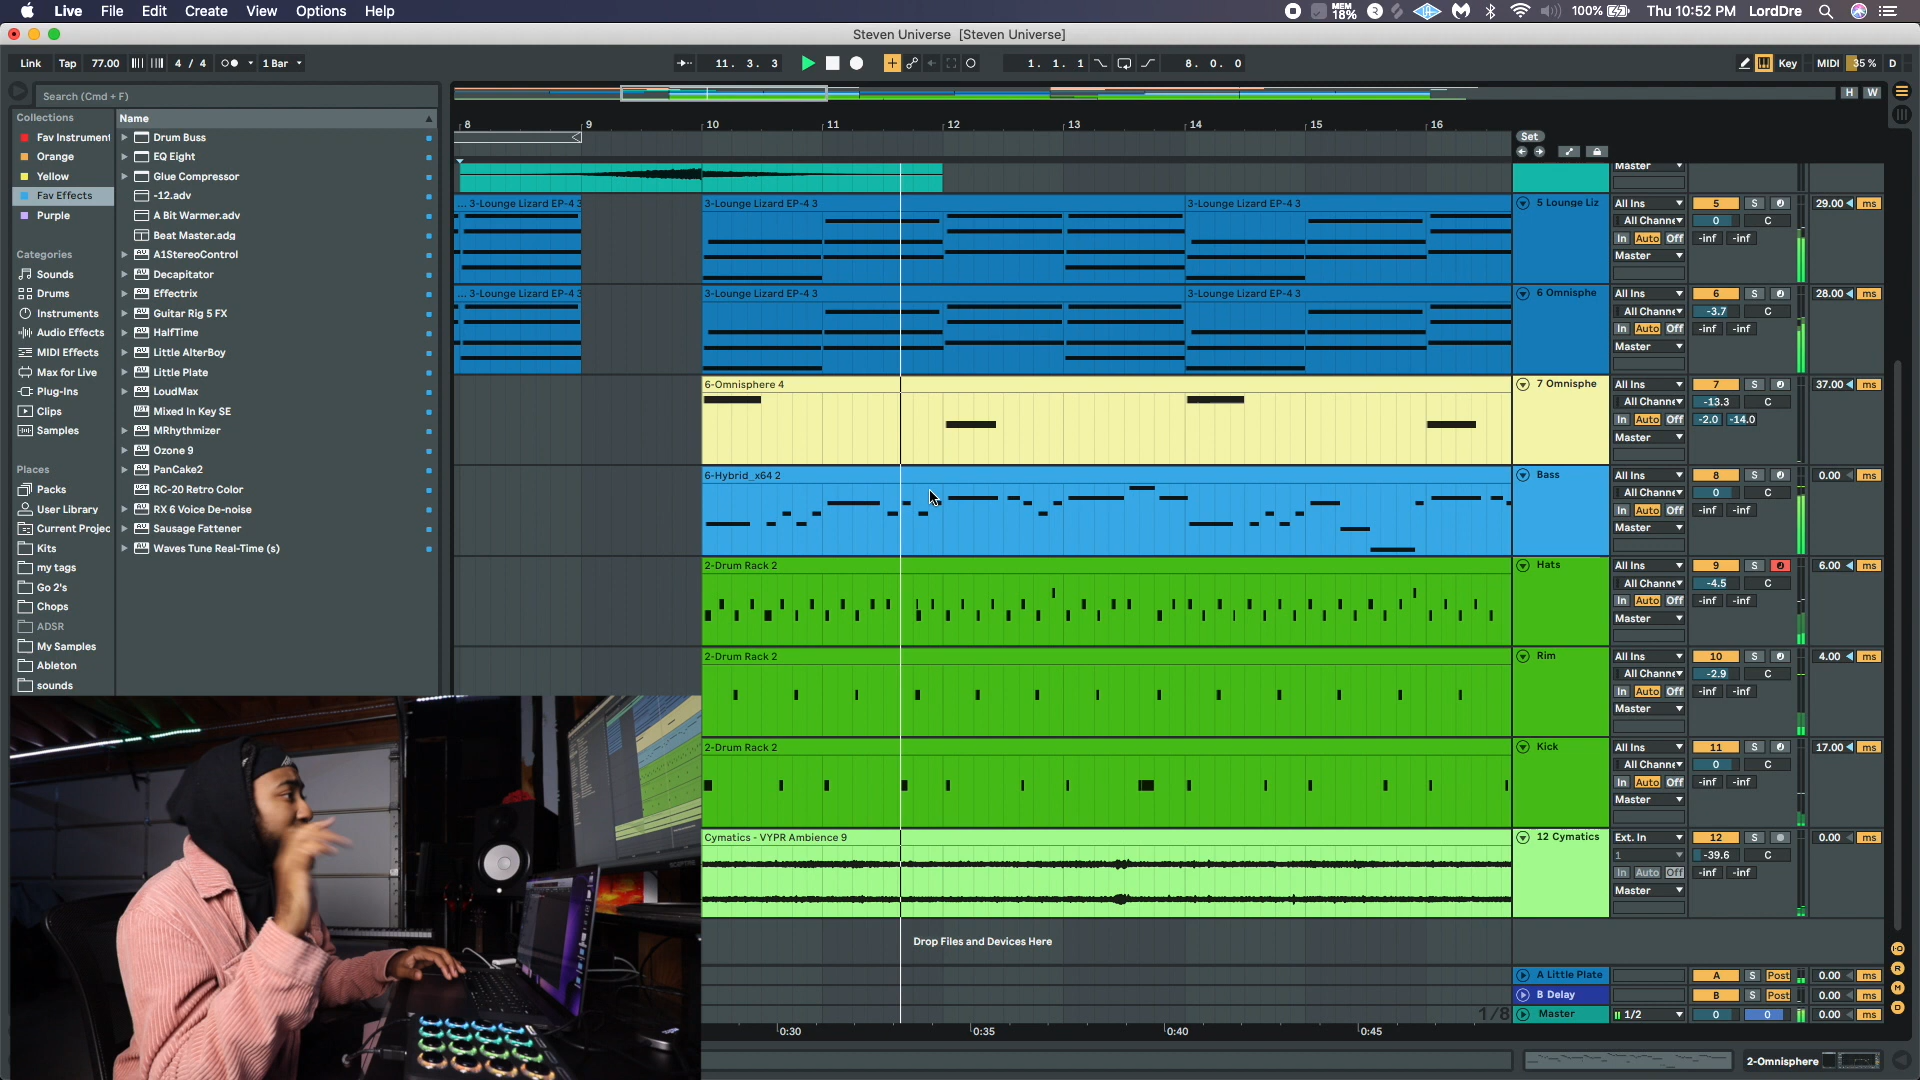 Live File Edit Create View Options Help MEM 18% 100% Thu 10:52 PM LordDre
Steven Universe [Steven Universe]
Link Tap 77.00 4 / 4 1 Bar 11. 3. 3 1. 1. 1 8. 0. 0 Key MIDI 35 % D
Search (Cmd + F) H W
Collections Name
Fav Instrument Drum Buss
Orange EQ Eight
Yellow Glue Compressor
Fav Effects -12.adv
Purple A Bit Warmer.adv
Beat Master.adg
Categories A1StereoControl
Sounds Decapitator
Drums Effectrix
Instruments Guitar Rig 5 FX
Audio Effects HalfTime
MIDI Effects Little AlterBoy
Max for Live Little Plate
Plug-Ins LoudMax
Clips Mixed In Key SE
Samples MRhythmizer
Ozone 9
Places PanCake2
Packs RC-20 Retro Color
User Library RX 6 Voice De-noise
Current Projec Sausage Fattener
Kits Waves Tune Real-Time (s)
my tags
Go 2's
Chops
ADSR
My Samples
Ableton
sounds
8 9 10 11 12 13 14 15 16
Set
Master
... 3-Lounge Lizard EP-4 3 3-Lounge Lizard EP-4 3 3-Lounge Lizard EP-4 3 5 Lounge Liz All Ins 5 S 29.00 ms
All Channe 0 C
In Auto Off -inf -inf
Master
... 3-Lounge Lizard EP-4 3 3-Lounge Lizard EP-4 3 3-Lounge Lizard EP-4 3 6 Omnisphe All Ins 6 S 28.00 ms
All Channe -3.7 C
In Auto Off -inf -inf
Master
6-Omnisphere 4 7 Omnisphe All Ins 7 S 37.00 ms
All Channe -13.3 C
In Auto Off -2.0 -14.0
Master
6-Hybrid_x64 2 Bass All Ins 8 S 0.00 ms
All Channe 0 C
In Auto Off -inf -inf
Master
2-Drum Rack 2 Hats All Ins 9 S 6.00 ms
All Channe -4.5 C
In Auto Off -inf -inf
Master
2-Drum Rack 2 Rim All Ins 10 S 4.00 ms
All Channe -2.9 C
In Auto Off -inf -inf
Master
2-Drum Rack 2 Kick All Ins 11 S 17.00 ms
All Channe 0 C
In Auto Off -inf -inf
Master
Cymatics - VYPR Ambience 9 12 Cymatics Ext. In 12 S 0.00 ms
1 -39.6 C
In Auto Off -inf -inf
Master
Drop Files and Devices Here
A Little Plate A S Post 0.00 ms
B Delay B S Post 0.00 ms
1/8 Master 1/2 0 0 0.00 ms
0:30 0:35 0:40 0:45
2-Omnisphere
SCEPTRE